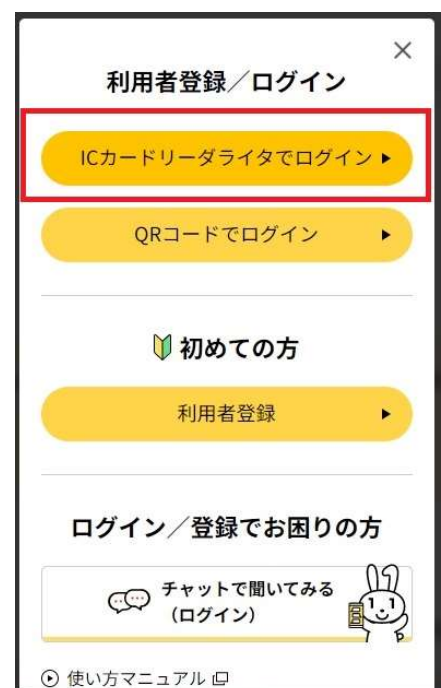 利用者登録／ログイン
ICカードリーダライタでログイン
QRコードでログイン
初めての方
利用者登録
ログイン／登録でお困りの方
チャットで聞いてみる
（ログイン）
使い方マニュアル